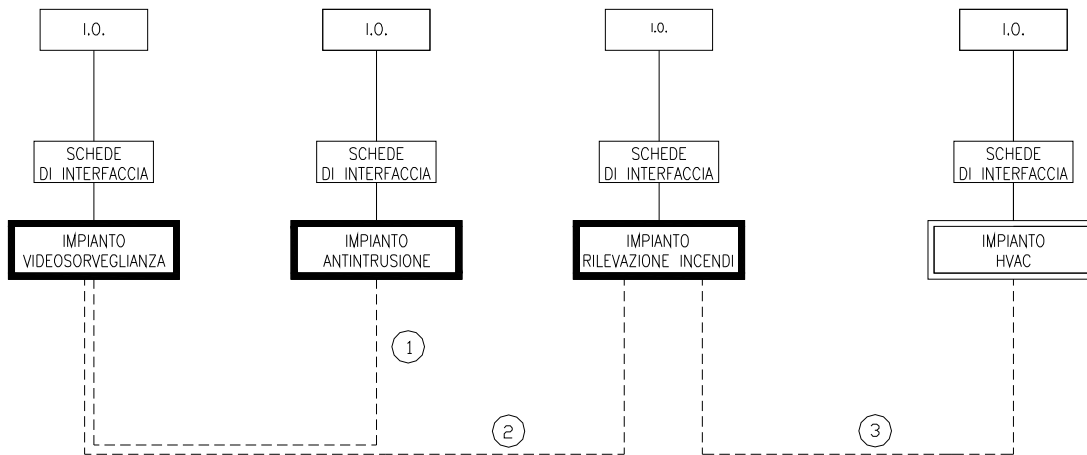 I.O.
I.O.
I.O.
I.O.
SCHEDE
DI INTERFACCIA
SCHEDE
DI INTERFACCIA
SCHEDE
DI INTERFACCIA
SCHEDE
DI INTERFACCIA
IMPIANTO
VIDEOSORVEGLIANZA
IMPIANTO
ANTINTRUSIONE
IMPIANTO
RILEVAZIONE INCENDI
IMPIANTO
HVAC
1
2
3